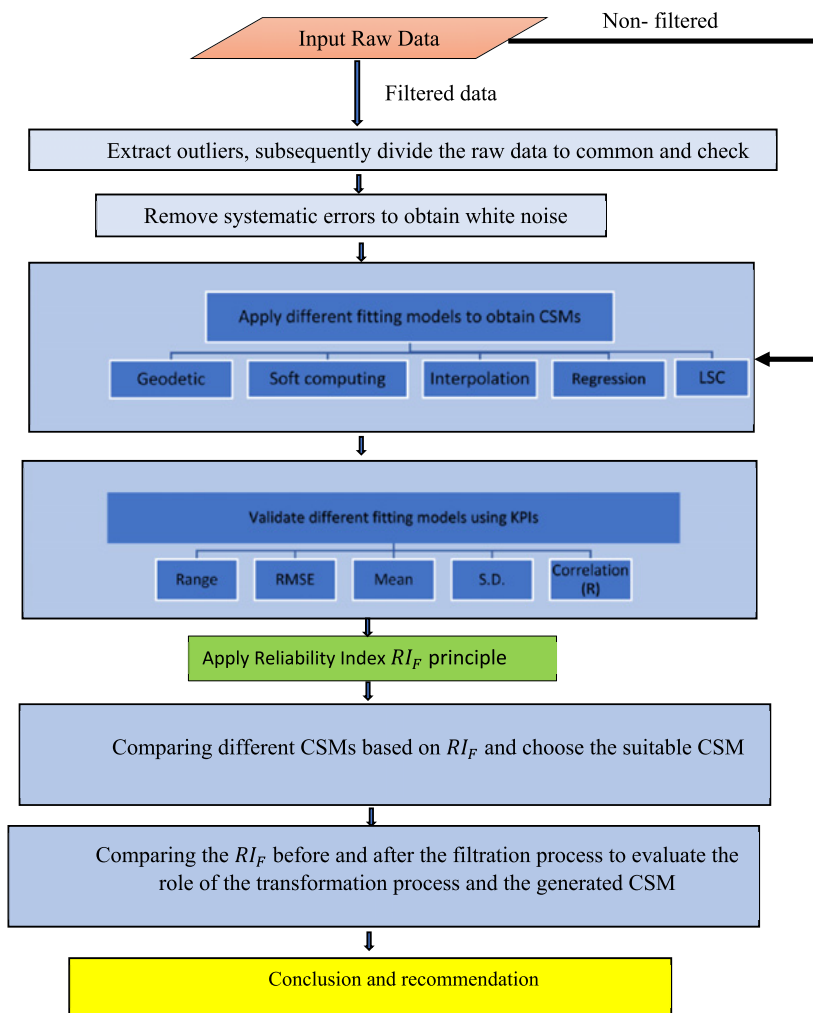 Non- filtered
Input Raw Data
Filtered data
Extract outliers, subsequently divide the raw data to common and check
Remove systematic errors to obtain white noise
Apply different fitting models to obtain CSMs
Geodetic Soft computing Interpolation Regression LSC
Validate different fitting models using KPIs
Range RMSE Mean S.D. Correlation
(R)
Apply Reliability Index RI_F principle
Comparing different CSMs based on RI_F and choose the suitable CSM
Comparing the RI_F before and after the filtration process to evaluate the
role of the transformation process and the generated CSM
Conclusion and recommendation